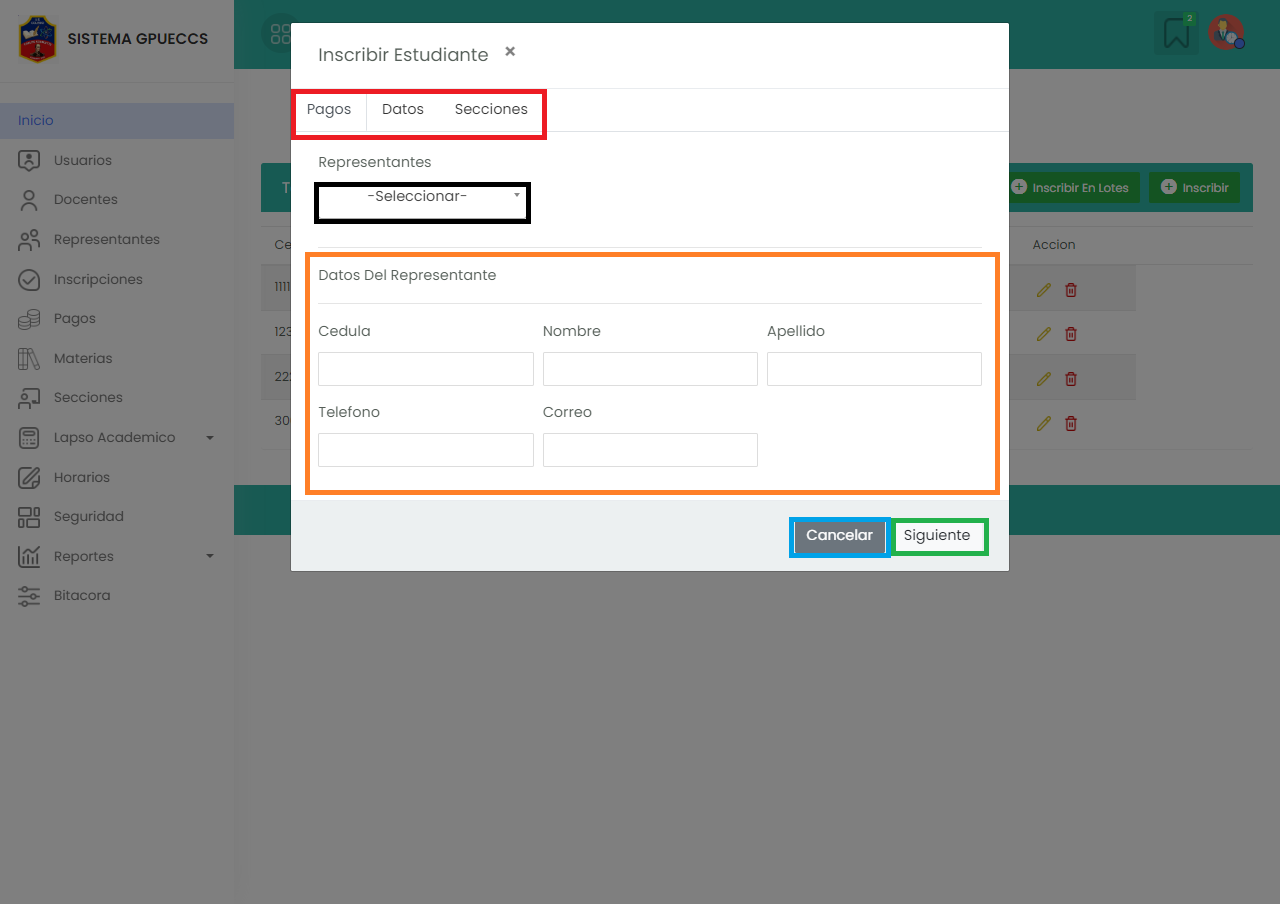 SISTEMA GPUECCS
2
Inscribir Estudiante ×
Pagos Datos Secciones
Inicio
Usuarios
Docentes
Representantes
Inscripciones
Pagos
Materias
Secciones
Lapso Academico
Horarios
Seguridad
Reportes
Bitacora
Representantes
-Seleccionar-
Inscribir En Lotes Inscribir
Accion
Datos Del Representante
Cedula Nombre Apellido
Telefono Correo
Cancelar Siguiente